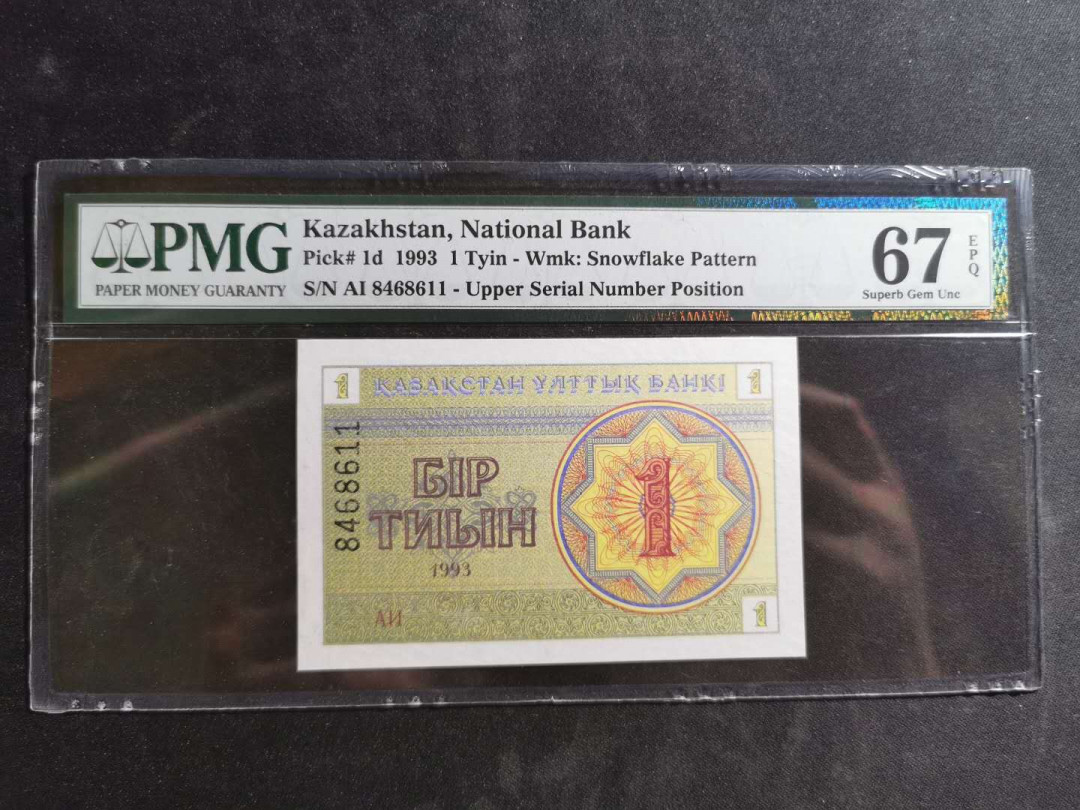 PMG
PAPER MONEY GUARANTY
Kazakhstan, National Bank
Pick# 1d 1993 1 Tyin - Wmk: Snowflake Pattern
S/N AI 8468611 - Upper Serial Number Position
67
EPQ
Superb Gem Unc
1 ҚАЗАҚСТАН ҰЛТТЫҚ БАНКІ 1
8468611
БІР
ТИЫН
1993
1
АИ
1